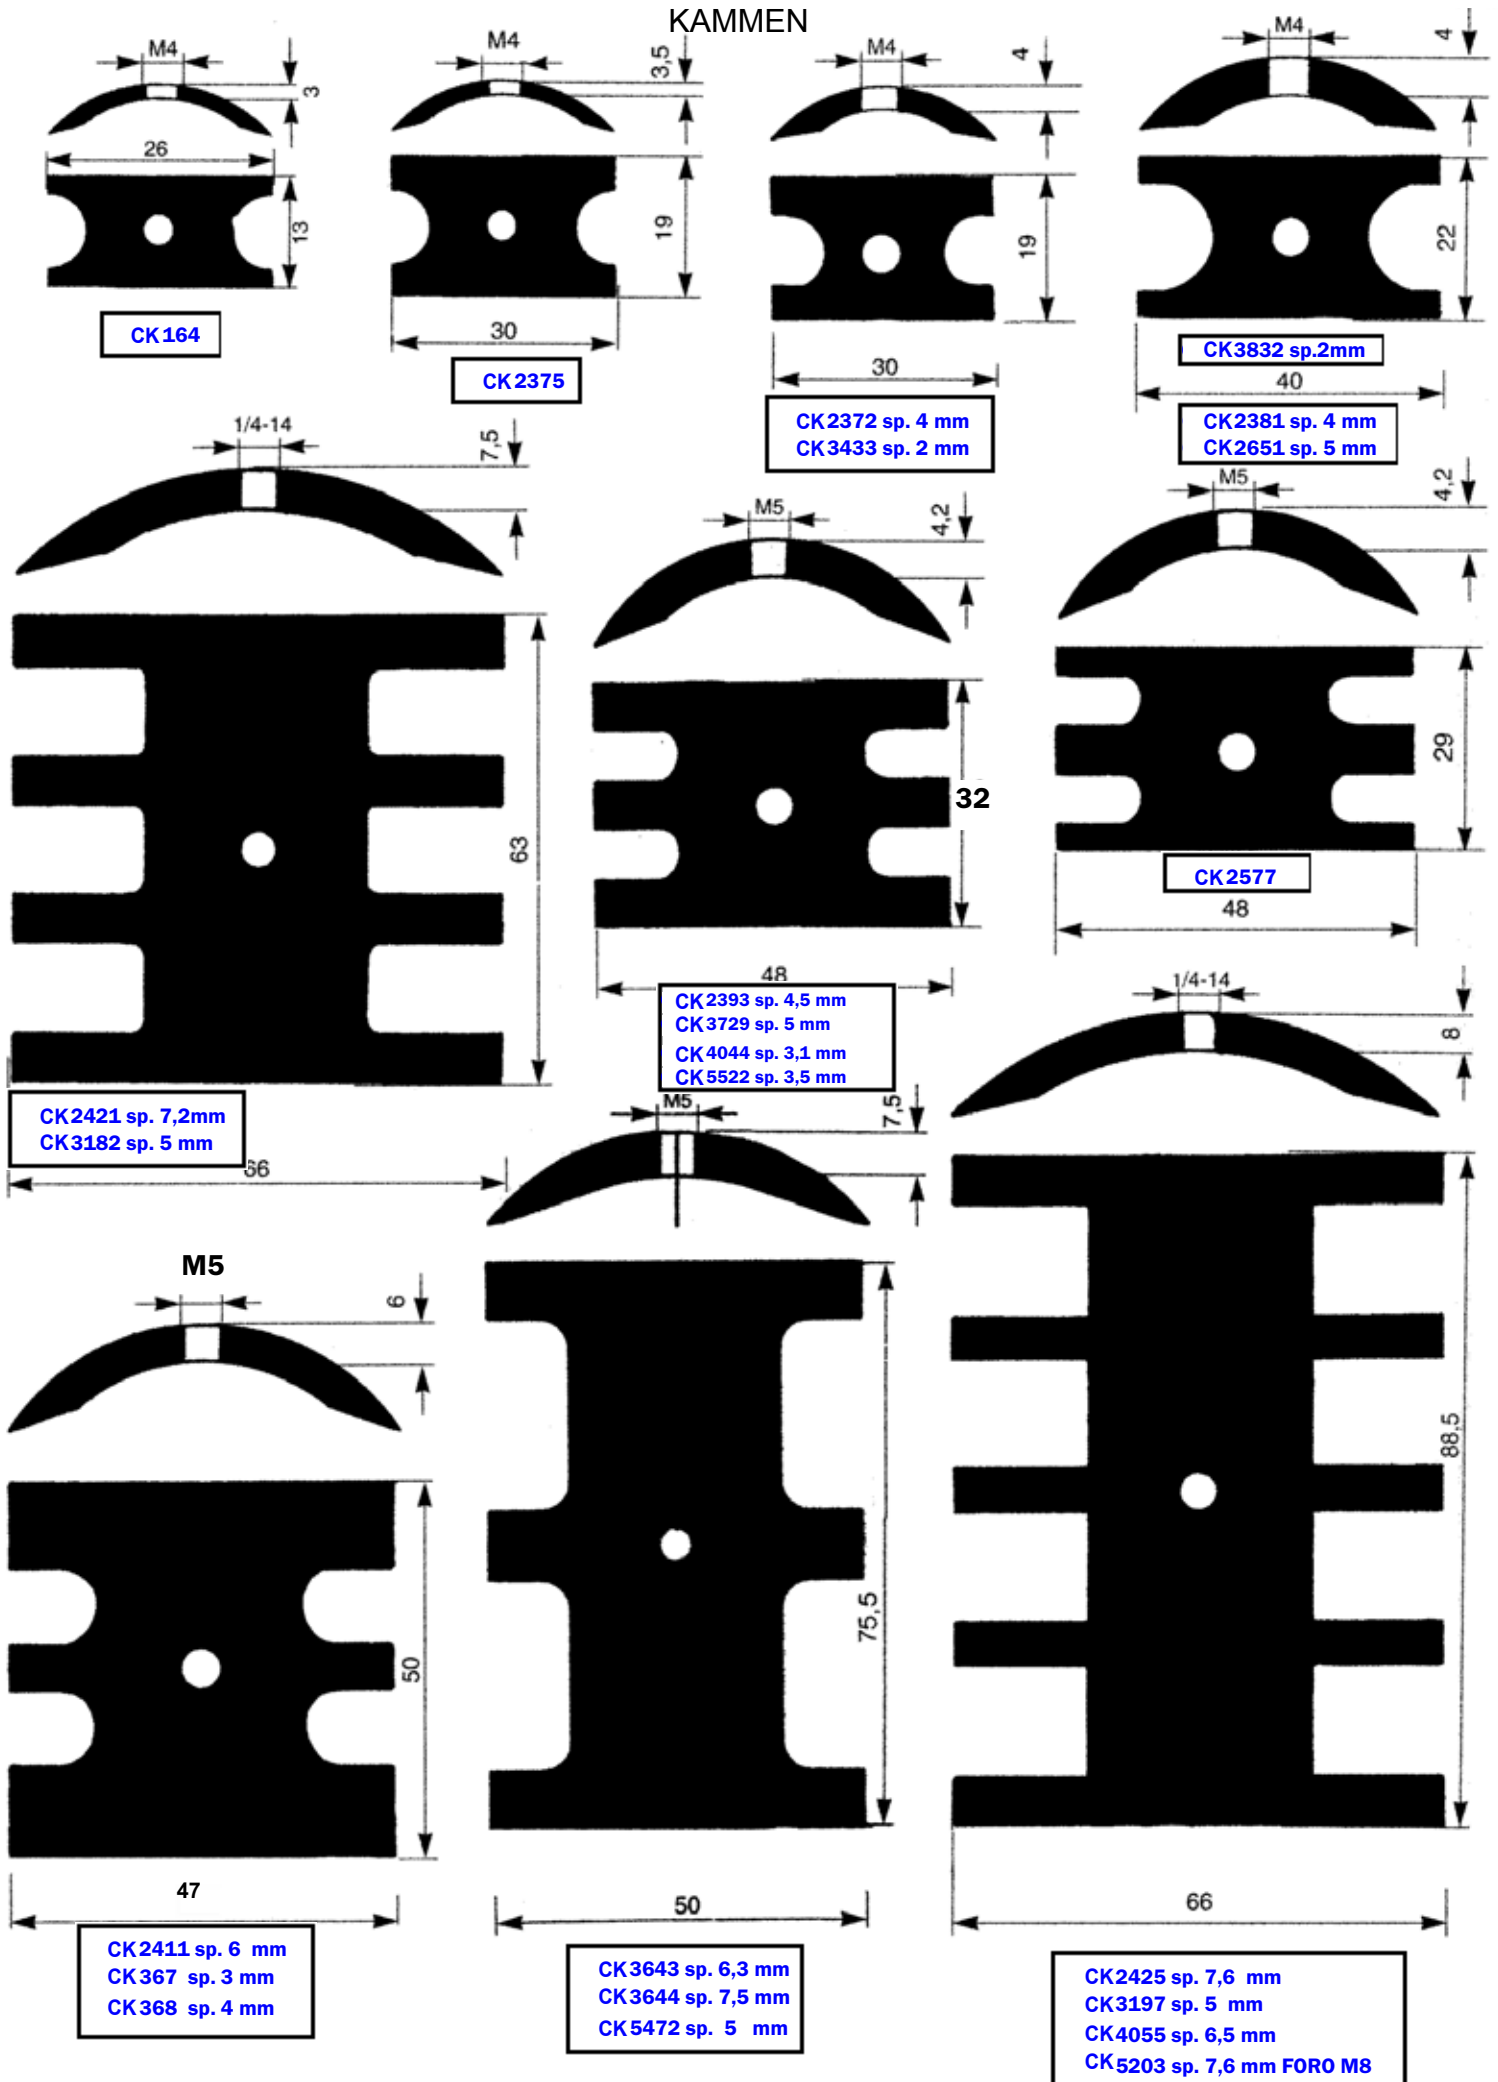 KAMMEN
M4
3
26
13
CK164
M4
3,5
19
30
CK2375
M4
4
19
30
CK2372 sp. 4 mm
CK3433 sp. 2 mm
M4
4
22
CK3832 sp.2mm
40
CK2381 sp. 4 mm
CK2651 sp. 5 mm
1/4-14
7,5
63
CK2421 sp. 7,2mm
CK3182 sp. 5 mm
66
M5
4,2
32
48
CK2393 sp. 4,5 mm
CK3729 sp. 5 mm
CK4044 sp. 3,1 mm
CK5522 sp. 3,5 mm
M5
4,2
29
CK2577
48
M5
6
50
47
CK2411 sp. 6 mm
CK367 sp. 3 mm
CK368 sp. 4 mm
M5
7,5
75,5
50
CK3643 sp. 6,3 mm
CK3644 sp. 7,5 mm
CK5472 sp. 5 mm
1/4-14
8
88,5
66
CK2425 sp. 7,6 mm
CK3197 sp. 5 mm
CK4055 sp. 6,5 mm
CK5203 sp. 7,6 mm FORO M8